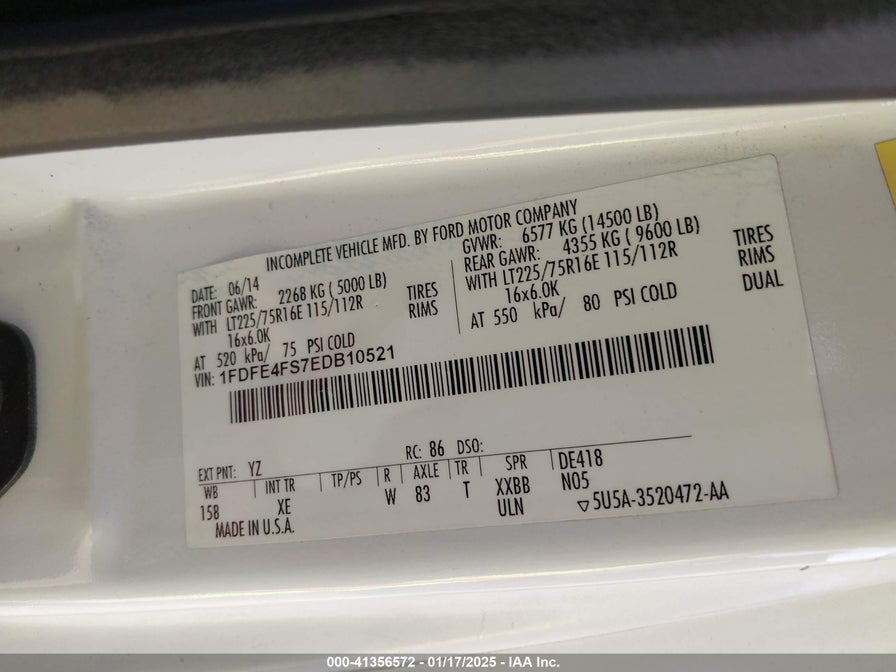 INCOMPLETE VEHICLE MFD. BY FORD MOTOR COMPANY
DATE: 06/14
GVWR: 6577 KG (14500 LB)
FRONT GAWR: 2268 KG ( 5000 LB)
REAR GAWR: 4355 KG ( 9600 LB)
WITH LT225/75R16E 115/112R TIRES
WITH LT225/75R16E 115/112R TIRES
16x6.0K RIMS
16x6.0K RIMS
AT 520 kPa/ 75 PSI COLD
AT 550 kPa/ 80 PSI COLD DUAL
VIN: 1FDFE4FS7EDB10521
EXT PNT: YZ RC: 86 DSO:
WB INT TR TP/PS R AXLE TR SPR DE418
158 XE W 83 T XXBB N05
ULN ▽5U5A-3520472-AA
MADE IN U.S.A.
000-41356572 — 01/17/2025 - IAA Inc.